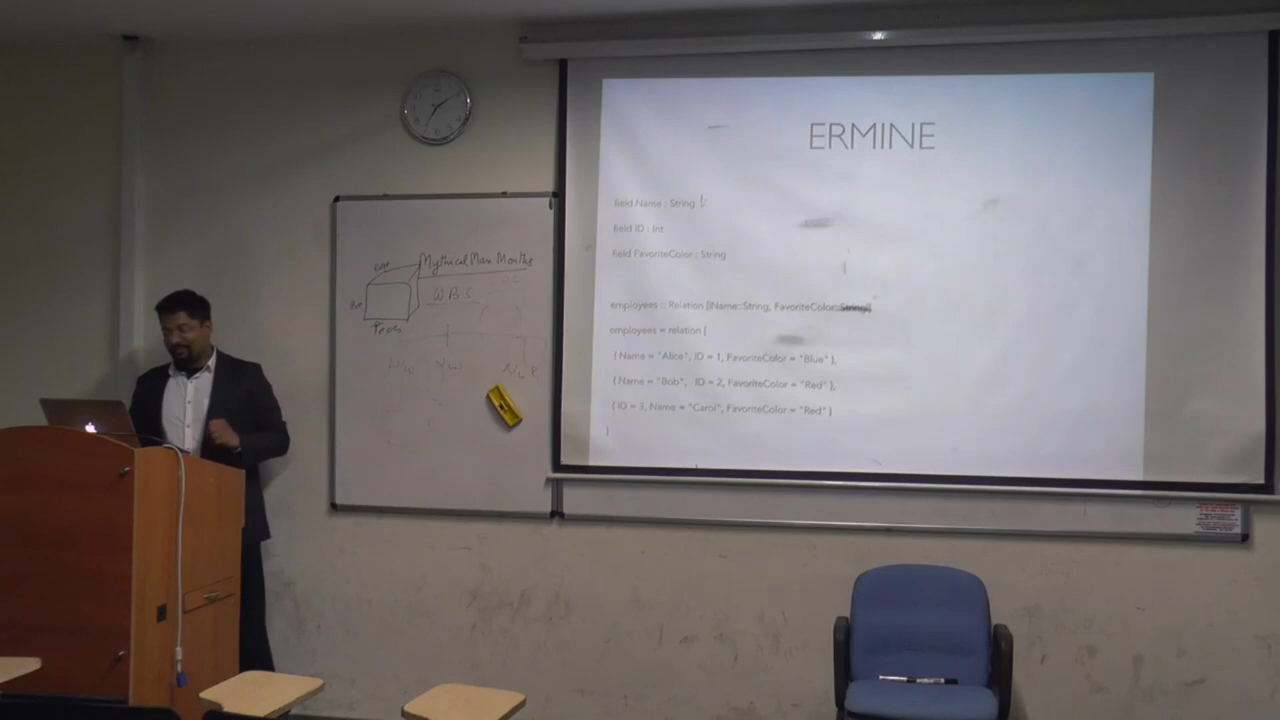 Mythical Man Months
W B S
ERMINE
field Name : String
field ID : Int
field FavoriteColor : String
employees :: Relation [|Name::String, FavoriteColor::String|]
employees = relation [
{ Name = "Alice", ID = 1, FavoriteColor = "Blue" },
{ Name = "Bob", ID = 2, FavoriteColor = "Red" },
{ ID = 3, Name = "Carol", FavoriteColor = "Red" }
]